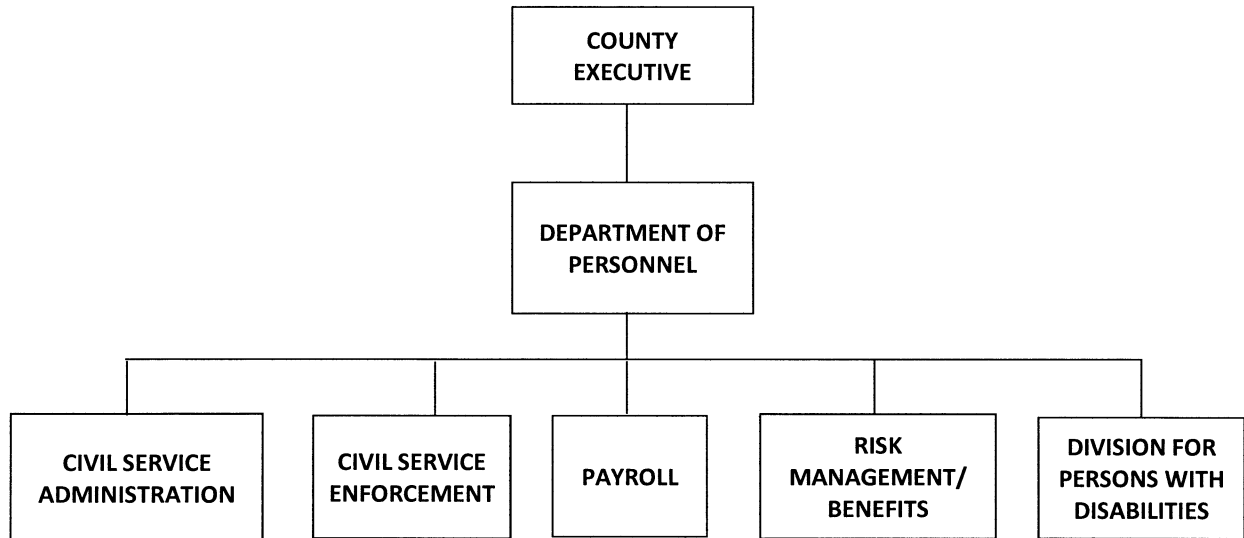 COUNTY
EXECUTIVE
DEPARTMENT OF
PERSONNEL
CIVIL SERVICE
ADMINISTRATION
CIVIL SERVICE
ENFORCEMENT
PAYROLL
RISK
MANAGEMENT/
BENEFITS
DIVISION FOR
PERSONS WITH
DISABILITIES